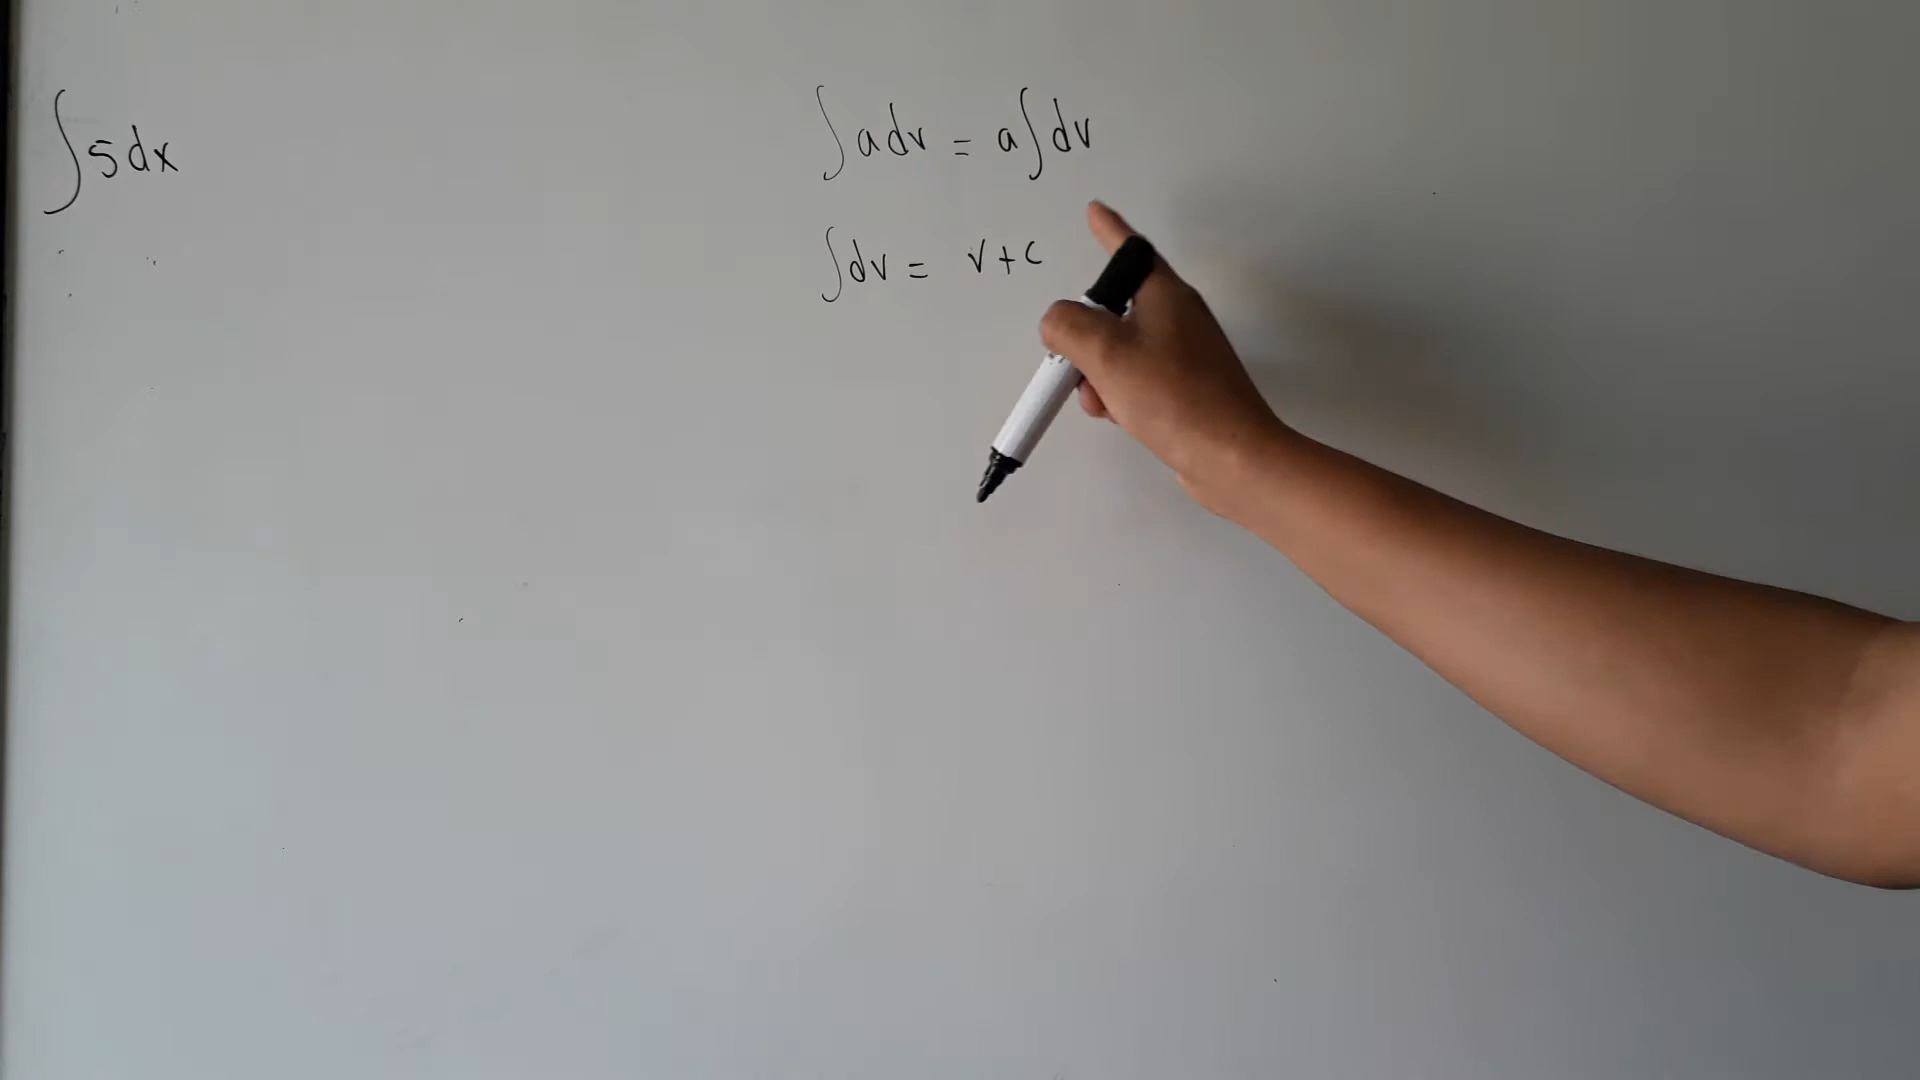 ∫5dx
∫adv = a∫dv
∫dv = v+c